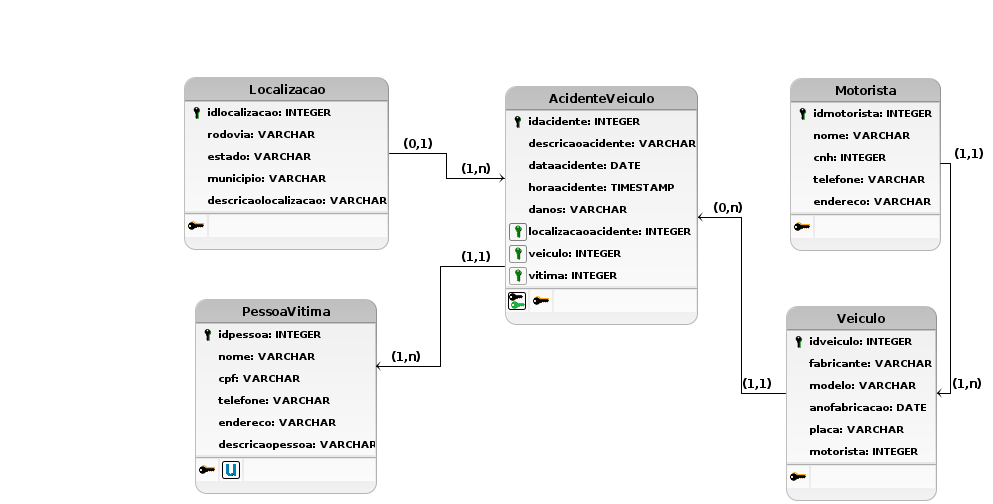 Localizacao
idlocalizacao: INTEGER
rodovia: VARCHAR
estado: VARCHAR
municipio: VARCHAR
descricaolocalizacao: VARCHAR
(0,1)
(1,n)
AcidenteVeiculo
idacidente: INTEGER
descricaoacidente: VARCHAR
dataacidente: DATE
horaacidente: TIMESTAMP
danos: VARCHAR
localizacaoacidente: INTEGER
veiculo: INTEGER
vitima: INTEGER
(0,n)
(1,1)
Motorista
idmotorista: INTEGER
nome: VARCHAR
cnh: INTEGER
telefone: VARCHAR
endereco: VARCHAR
(1,1)
(1,n)
PessoaVitima
idpessoa: INTEGER
nome: VARCHAR
cpf: VARCHAR
telefone: VARCHAR
endereco: VARCHAR
descricaopessoa: VARCHAR
U
(1,1)
(1,n)
Veiculo
idveiculo: INTEGER
fabricante: VARCHAR
modelo: VARCHAR
anofabricacao: DATE
placa: VARCHAR
motorista: INTEGER